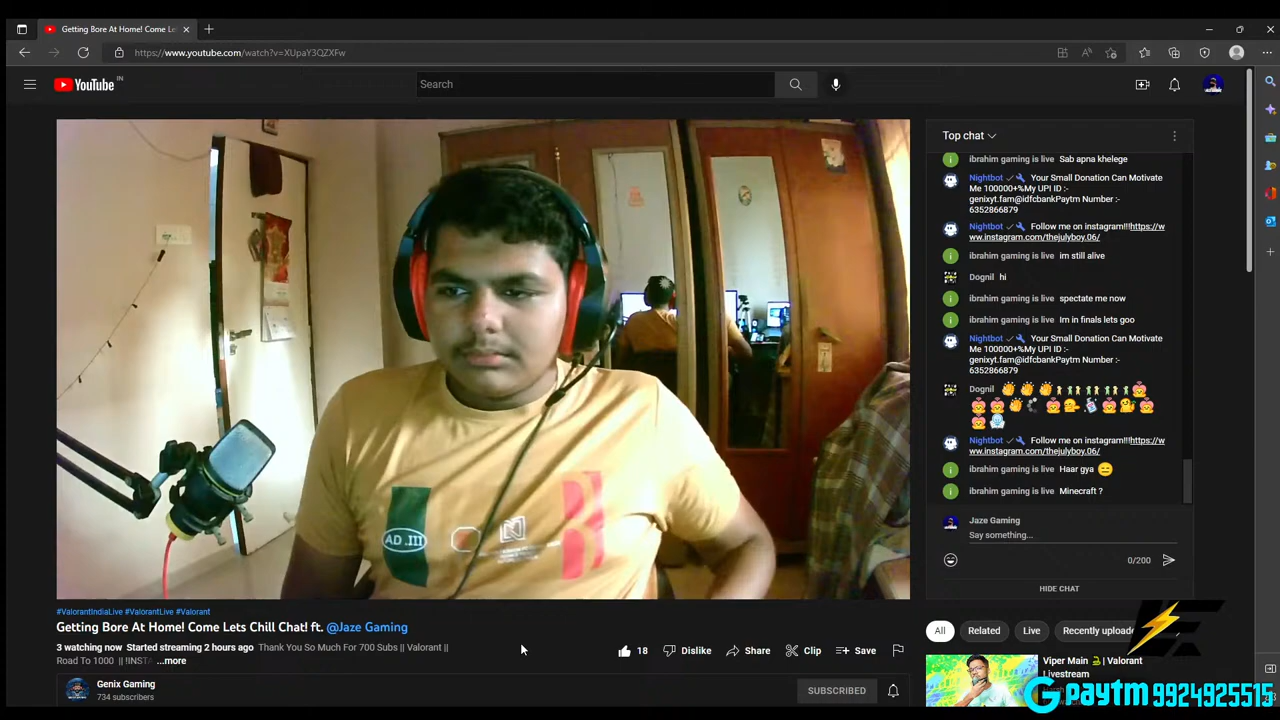 Getting Bore At Home! Come Let
https://www.youtube.com/watch?v=XUpaY3QZXFw
YouTube IN
Search
Top chat
ibrahim gaming is live Sab apna khelege
Nightbot Your Small Donation Can Motivate
Me 100000+%My UPI ID :-
genixyt.fam@idfcbankPaytm Number :-
6352866879
Nightbot Follow me on instagram!!!https://w
ww.instagram.com/thejulyboy.06/
ibrahim gaming is live im still alive
Dognil hi
ibrahim gaming is live spectate me now
ibrahim gaming is live Im in finals lets goo
Nightbot Your Small Donation Can Motivate
Me 100000+%My UPI ID :-
genixyt.fam@idfcbankPaytm Number :-
6352866879
Dognil
Nightbot Follow me on instagram!!!https://w
ww.instagram.com/thejulyboy.06/
ibrahim gaming is live Haar gya
ibrahim gaming is live Minecraft ?
Jaze Gaming
Say something...
0/200
HIDE CHAT
AD .III
N
#ValorantIndiaLive #ValorantLive #Valorant
Getting Bore At Home! Come Lets Chill Chat! ft. @Jaze Gaming
3 watching now Started streaming 2 hours ago Thank You So Much For 700 Subs || Valorant ||
Road To 1000 || !INSTA ...more
18 Dislike Share Clip Save
Genix Gaming
734 subscribers
SUBSCRIBED
All Related Live Recently uploade
Viper Main | Valorant
Livestream
G paytm 9924925515